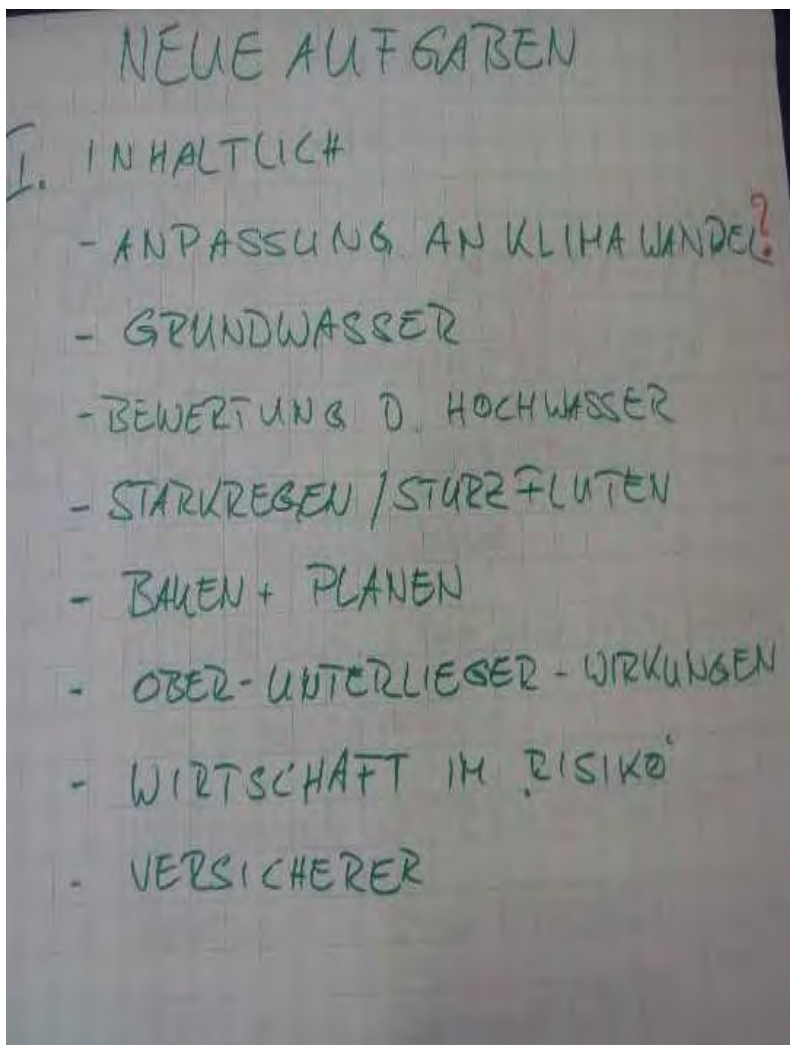 NEUE AUFGABEN
I. INHALTLICH
- ANPASSUNG AN KLIMAWANDEL?
- GRUNDWASSER
- BEWERTUNG D. HOCHWASSER
- STARKREGEN / STURZFLUTEN
- BAUEN + PLANEN
- OBER-UNTERLIEGER-WIRKUNGEN
- WIRTSCHAFT IM ‚RISIKO‘
- VERSICHERER